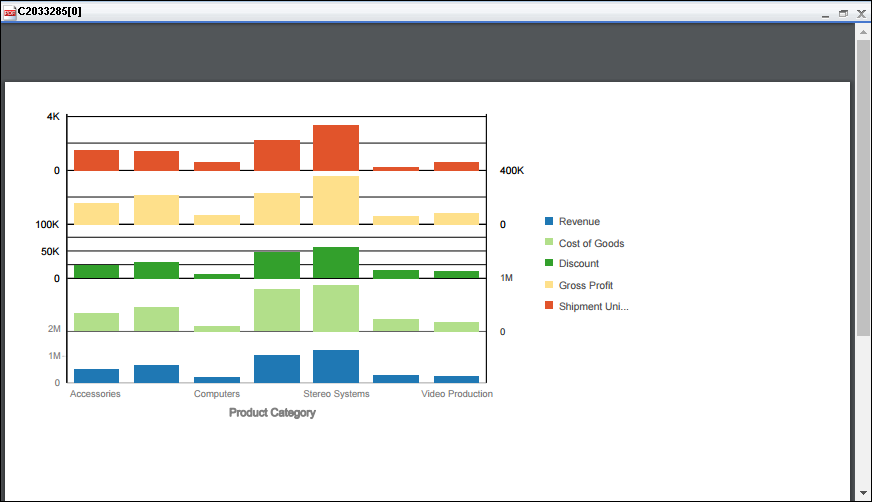 C2033285[0]
4K
0
400K
100K
0
Revenue
Cost of Goods
50K
Discount
0
1M
Gross Profit
Shipment Uni...
2M
0
1M
0
Accessories
Computers
Stereo Systems
Video Production
Product Category